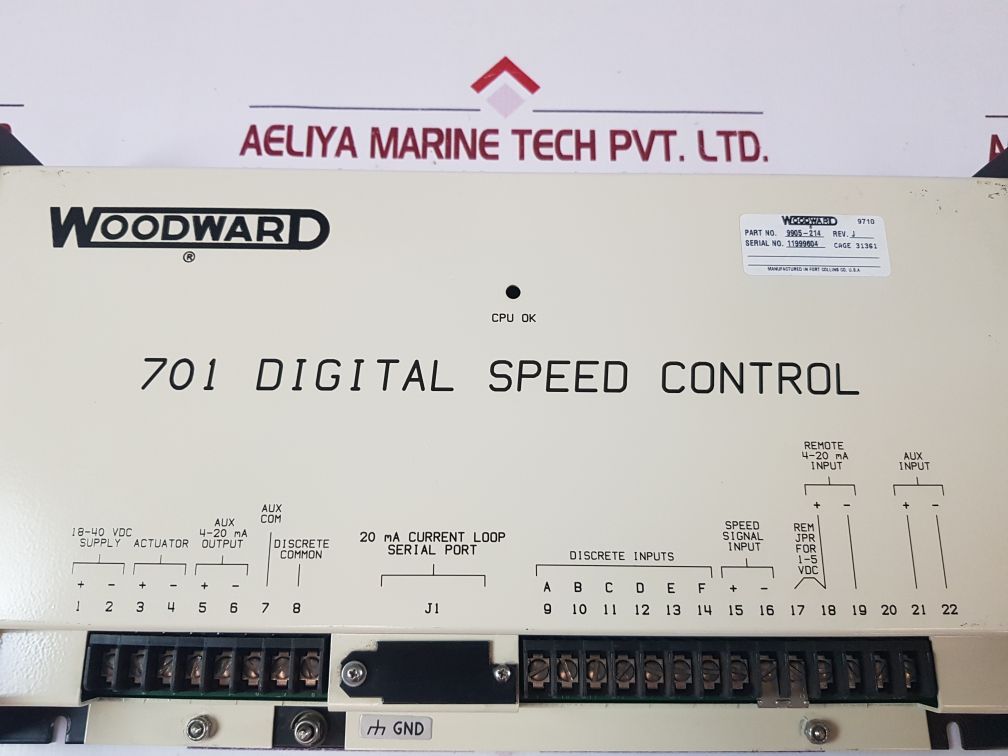 AELIYA MARINE TECH PVT. LTD.
WOODWARD
®
WOODWARD 9710
PART NO. 9905-214 REV. J
SERIAL NO. 11999604 CAGE 31361
MANUFACTURED IN FORT COLLINS CO. U.S.A
CPU OK
701 DIGITAL SPEED CONTROL
18-40 VDC
SUPPLY
+ -
1 2
ACTUATOR
+ -
3 4
AUX
4-20 mA
OUTPUT
+ -
5 6
AUX
COM
7
DISCRETE
COMMON
8
20 mA CURRENT LOOP
SERIAL PORT
J1
DISCRETE INPUTS
A B C D E F
9 10 11 12 13 14
SPEED
SIGNAL
INPUT
+ -
15 16
REM
JPR
FOR
1-5
VDC
17 18
REMOTE
4-20 mA
INPUT
+ -
19 20
AUX
INPUT
+ -
21 22
GND